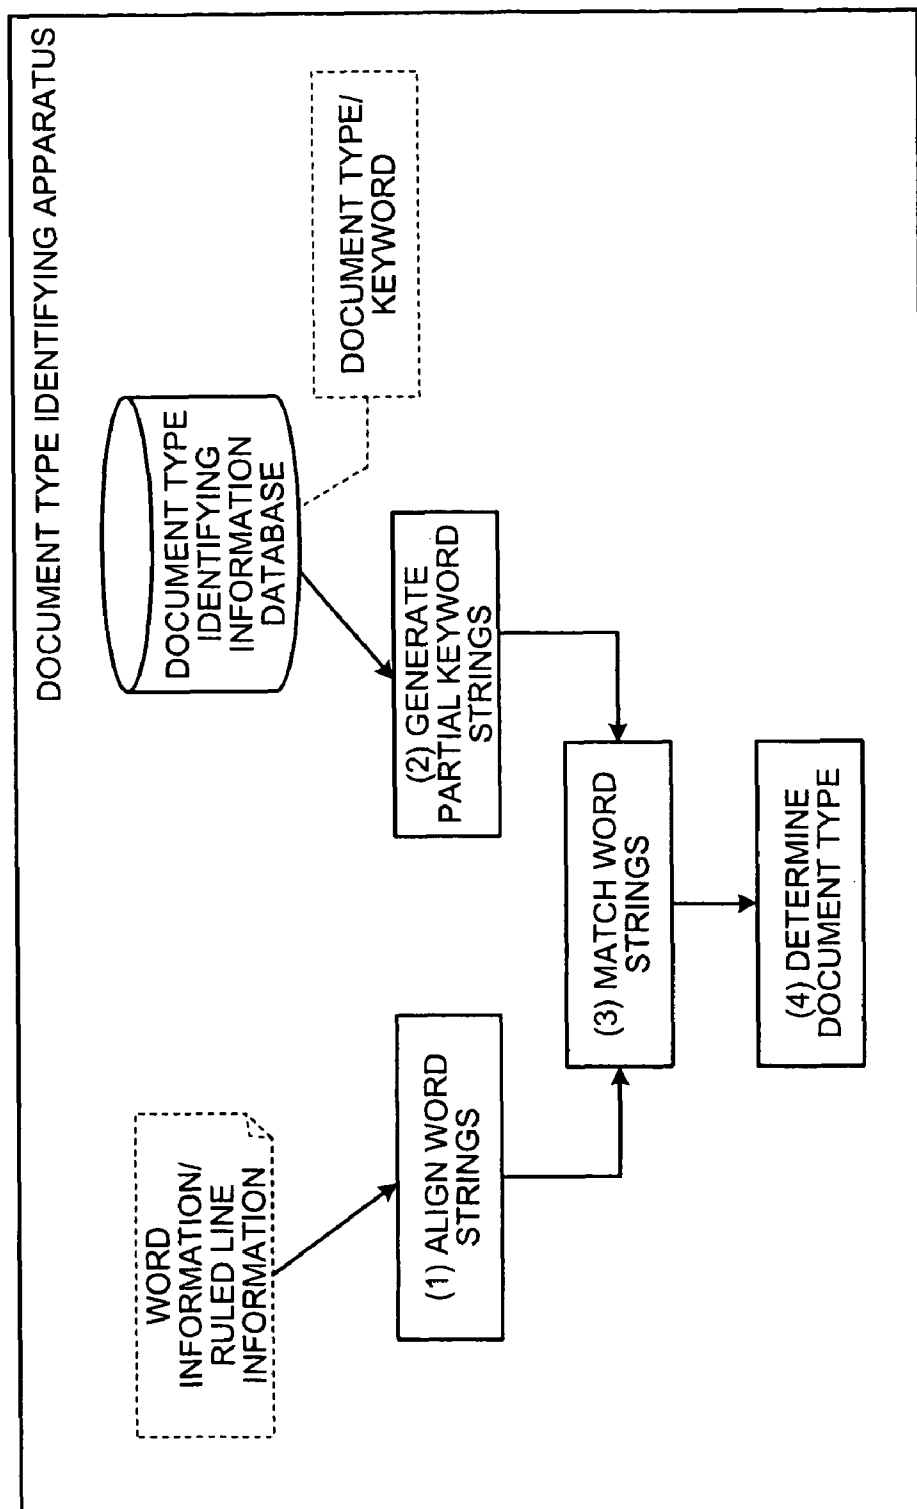 DOCUMENT TYPE IDENTIFYING APPARATUS
WORD
INFORMATION/
RULED LINE
INFORMATION
DOCUMENT TYPE
IDENTIFYING
INFORMATION
DATABASE
DOCUMENT TYPE/
KEYWORD
(1) ALIGN WORD
STRINGS
(2) GENERATE
PARTIAL KEYWORD
STRINGS
(3) MATCH WORD
STRINGS
(4) DETERMINE
DOCUMENT TYPE